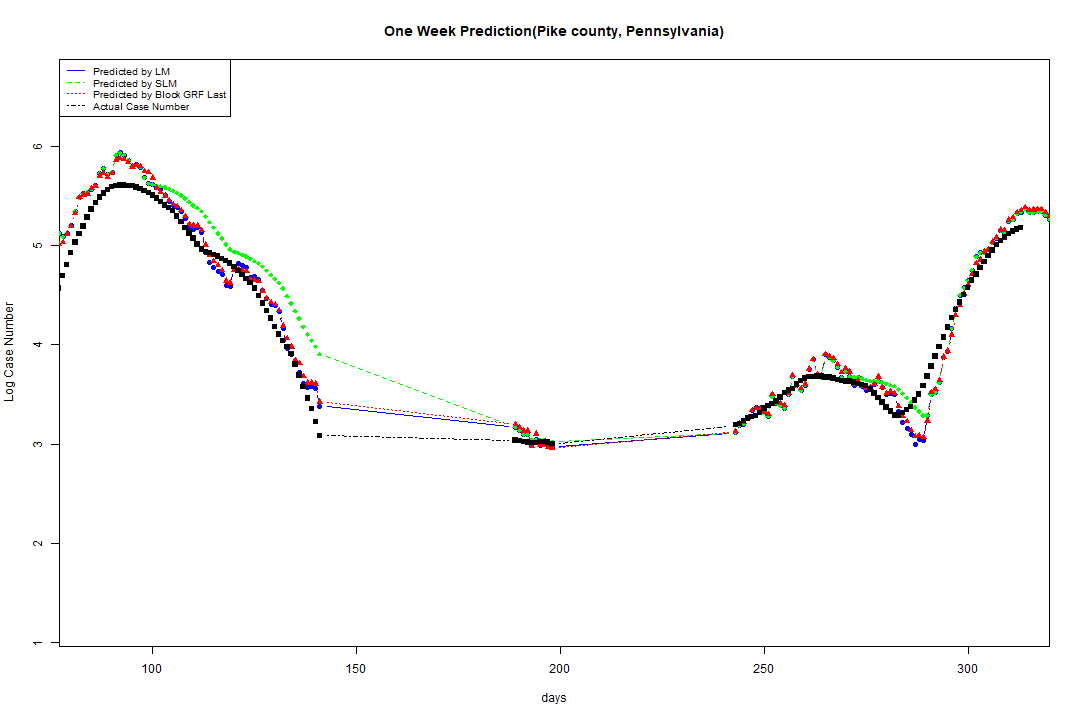 One Week Prediction(Pike county, Pennsylvania)
Predicted by LM
Predicted by SLM
Predicted by Block GRF Last
Actual Case Number
Log Case Number
6
5
4
3
2
1
100 150 200 250 300
days